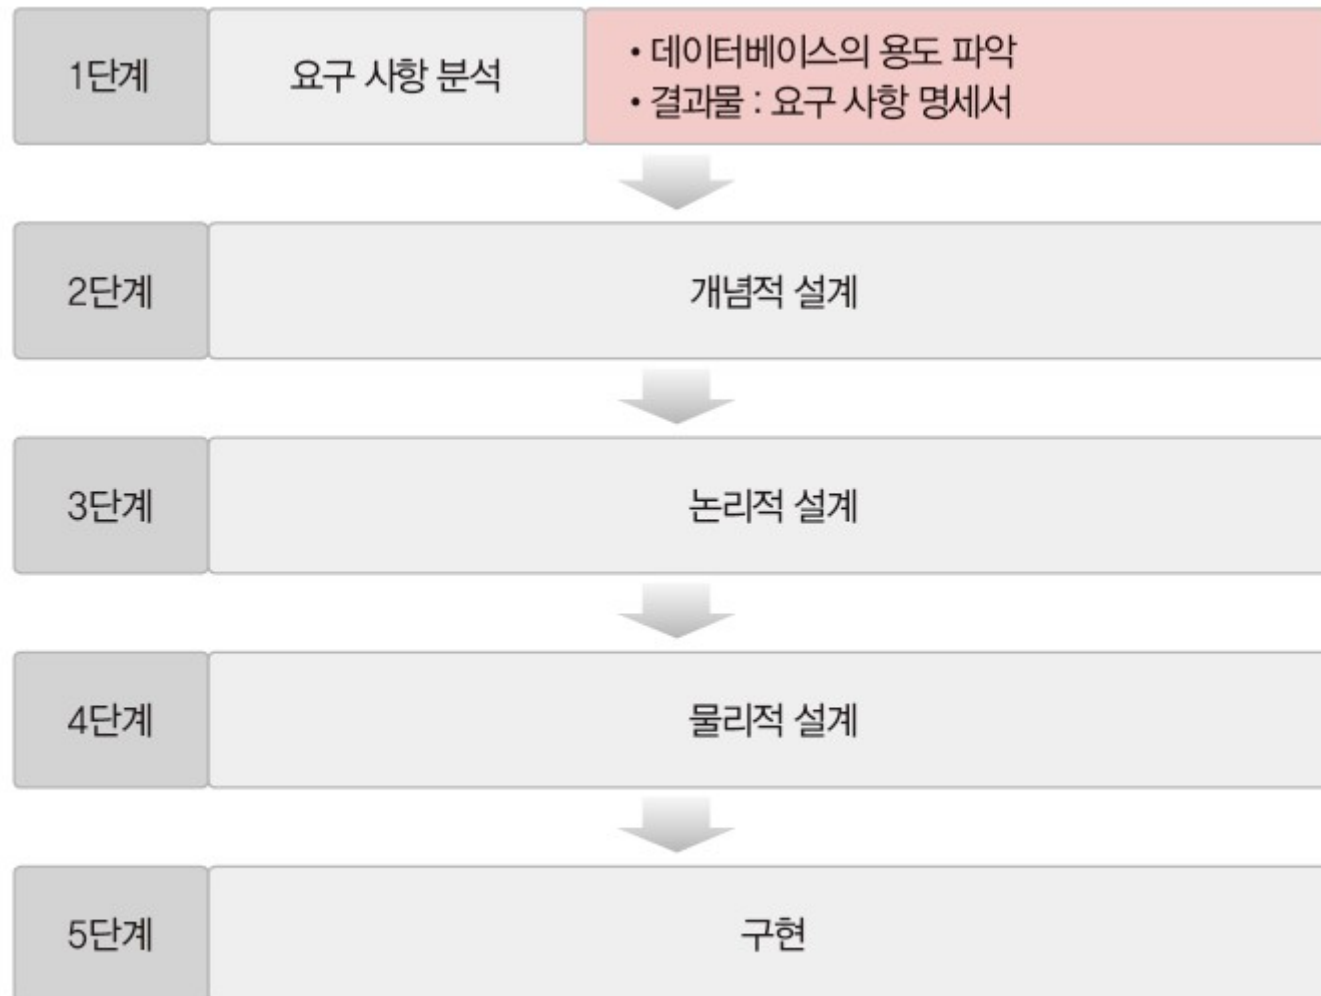 1단계
요구 사항 분석
• 데이터베이스의 용도 파악
• 결과물 : 요구 사항 명세서
2단계
개념적 설계
3단계
논리적 설계
4단계
물리적 설계
5단계
구현